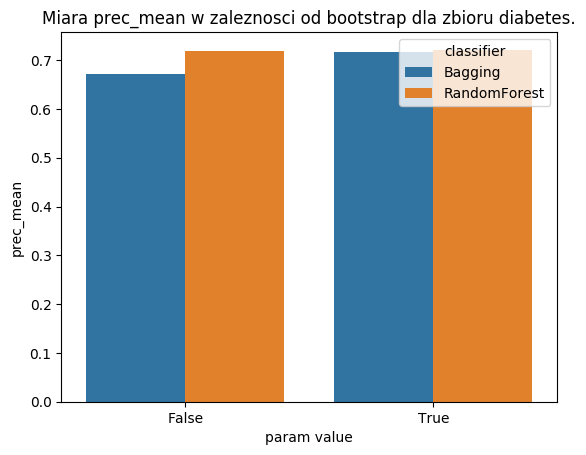 Miara prec_mean w zaleznosci od bootstrap dla zbioru diabetes.
classifier
Bagging
RandomForest
0.7
0.6
0.5
0.4
0.3
0.2
0.1
0.0
prec_mean
False
True
param value